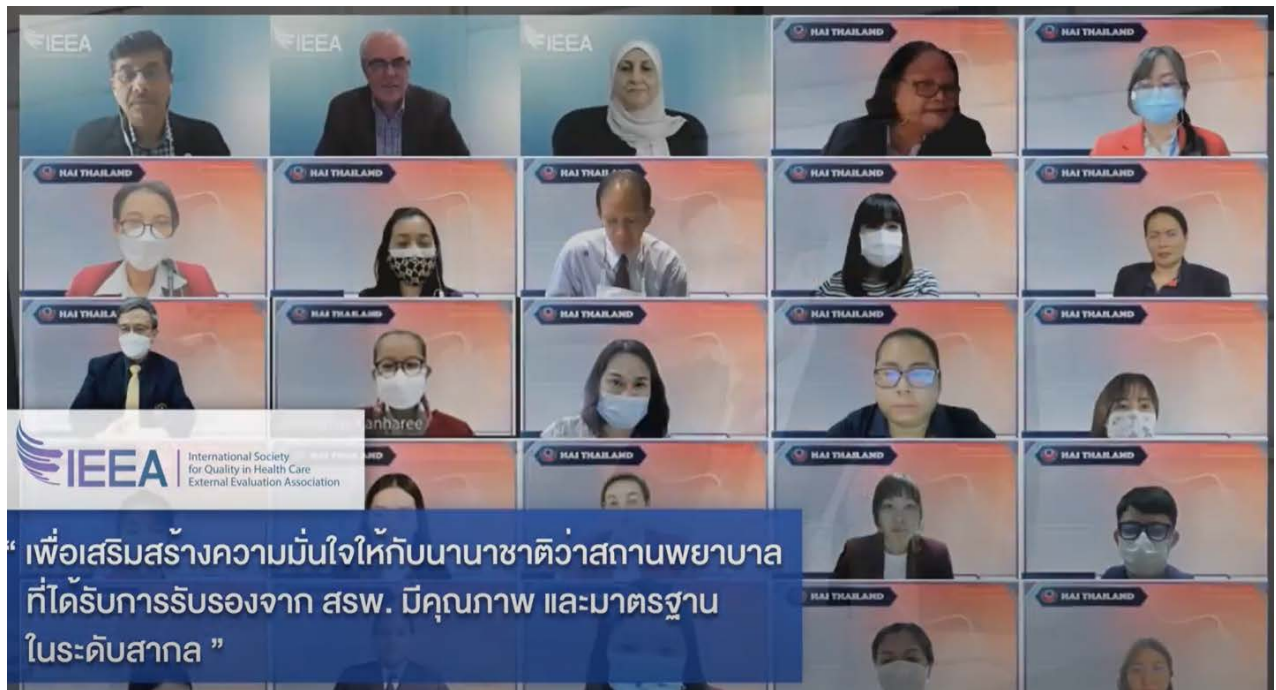 IEEA
IEEA
IEEA
HAI THAILAND
HAI THAILAND
HAI THAILAND
HAI THAILAND
HAI THAIL
HAI THAILAND
HAI THAILAND
HAI THAILA
HAI THAILAND
HAI THAILAND
HAI THAILAND
HAI THAILAND
anharee
IEEA
International Society
for Quality in Health Care
External Evaluation Association
HAI THAILAND
HAI THAILAND
HAI THAILAND
“ เพื่อเสริมสร้างความมั่นใจให้กับนานาชาติว่าสถานพยาบาล
ที่ได้รับการรับรองจาก สรพ. มีคุณภาพ และมาตรฐาน
ในระดับสากล ”
HAI THAILAND
HAI THAILAND